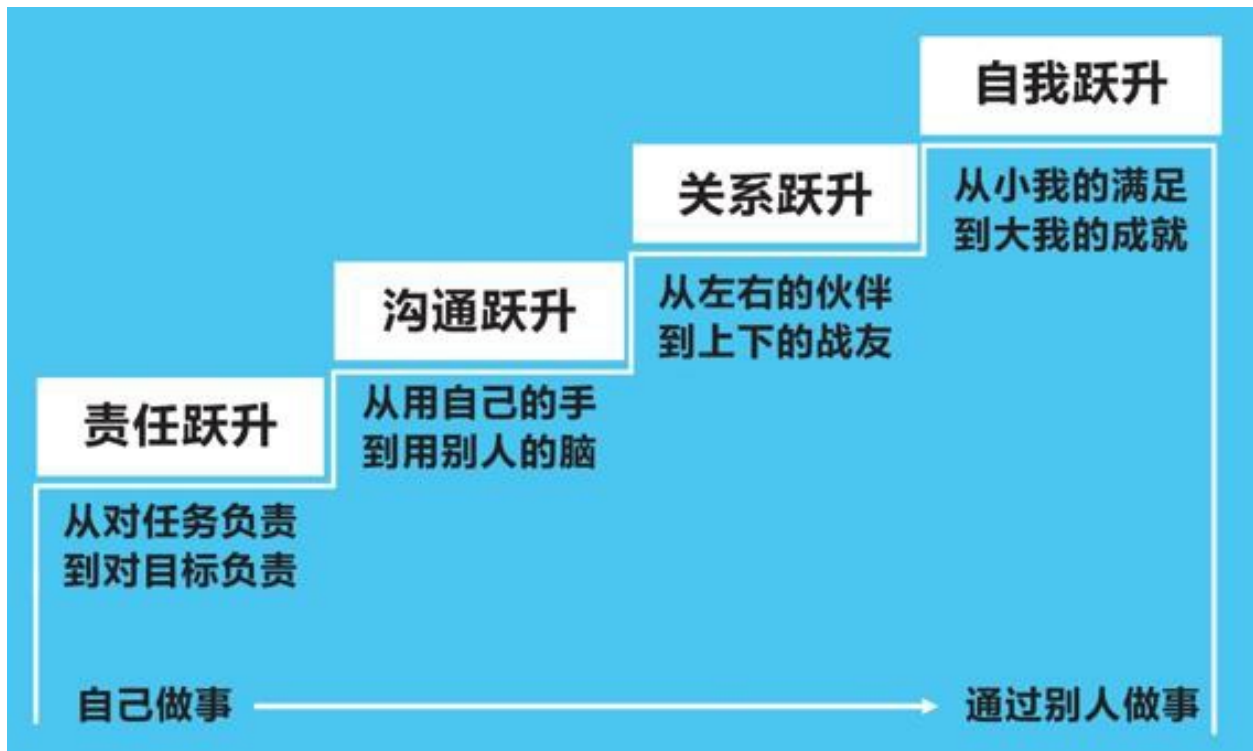 责任跃升
从对任务负责
到对目标负责
沟通跃升
从用自己的手
到用别人的脑
关系跃升
从左右的伙伴
到上下的战友
自我跃升
从小我的满足
到大我的成就
自己做事
通过别人做事